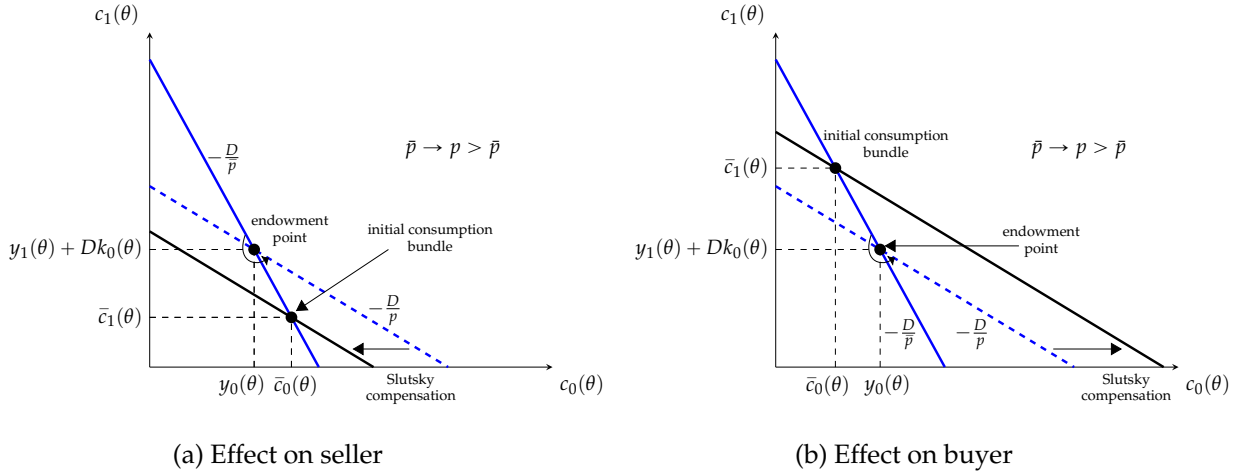 c₁(θ)
−D/p̄
p̄ → p > p̄
endowment
point
initial consumption
bundle
y₁(θ) + Dk₀(θ)
−D/p
c̄₁(θ)
y₀(θ) c̄₀(θ)
Slutsky
compensation
c₀(θ)
(a) Effect on seller
c₁(θ)
initial consumption
bundle
p̄ → p > p̄
c̄₁(θ)
y₁(θ) + Dk₀(θ)
endowment
point
−D/p̄
−D/p
c̄₀(θ) y₀(θ)
Slutsky
compensation
c₀(θ)
(b) Effect on buyer